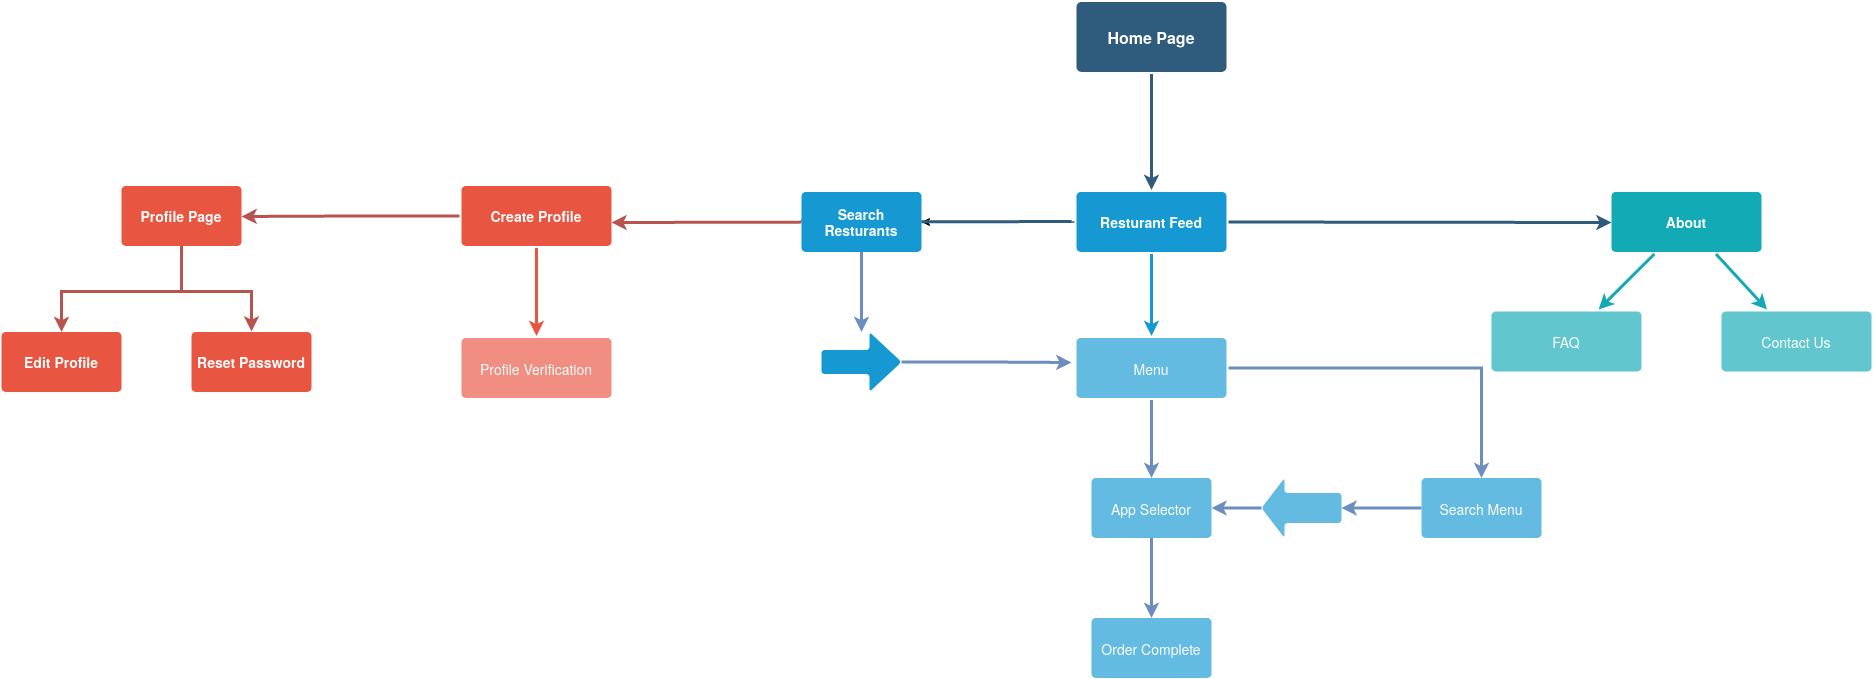 Home Page
Profile Page
Create Profile
Search
Resturants
Resturant Feed
About
Edit Profile
Reset Password
Profile Verification
Menu
FAQ
Contact Us
App Selector
Search Menu
Order Complete